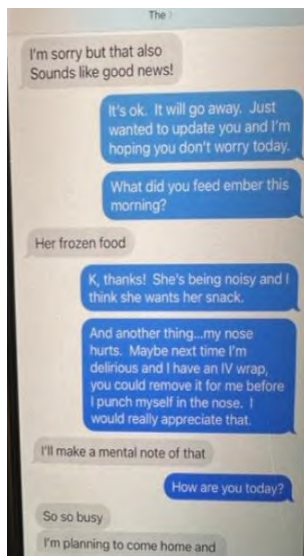 The
I'm sorry but that also
Sounds like good news!
It's ok. It will go away. Just
wanted to update you and I'm
hoping you don't worry today.
What did you feed ember this
morning?
Her frozen food
K, thanks! She's being noisy and I
think she wants her snack.
And another thing...my nose
hurts. Maybe next time I'm
delirious and I have an IV wrap,
you could remove it for me before
I punch myself in the nose. I
would really appreciate that.
I'll make a mental note of that
How are you today?
So so busy
I'm planning to come home and